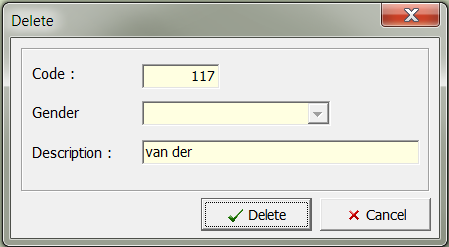 Delete
Code : 117
Gender
Description : van der
Delete Cancel